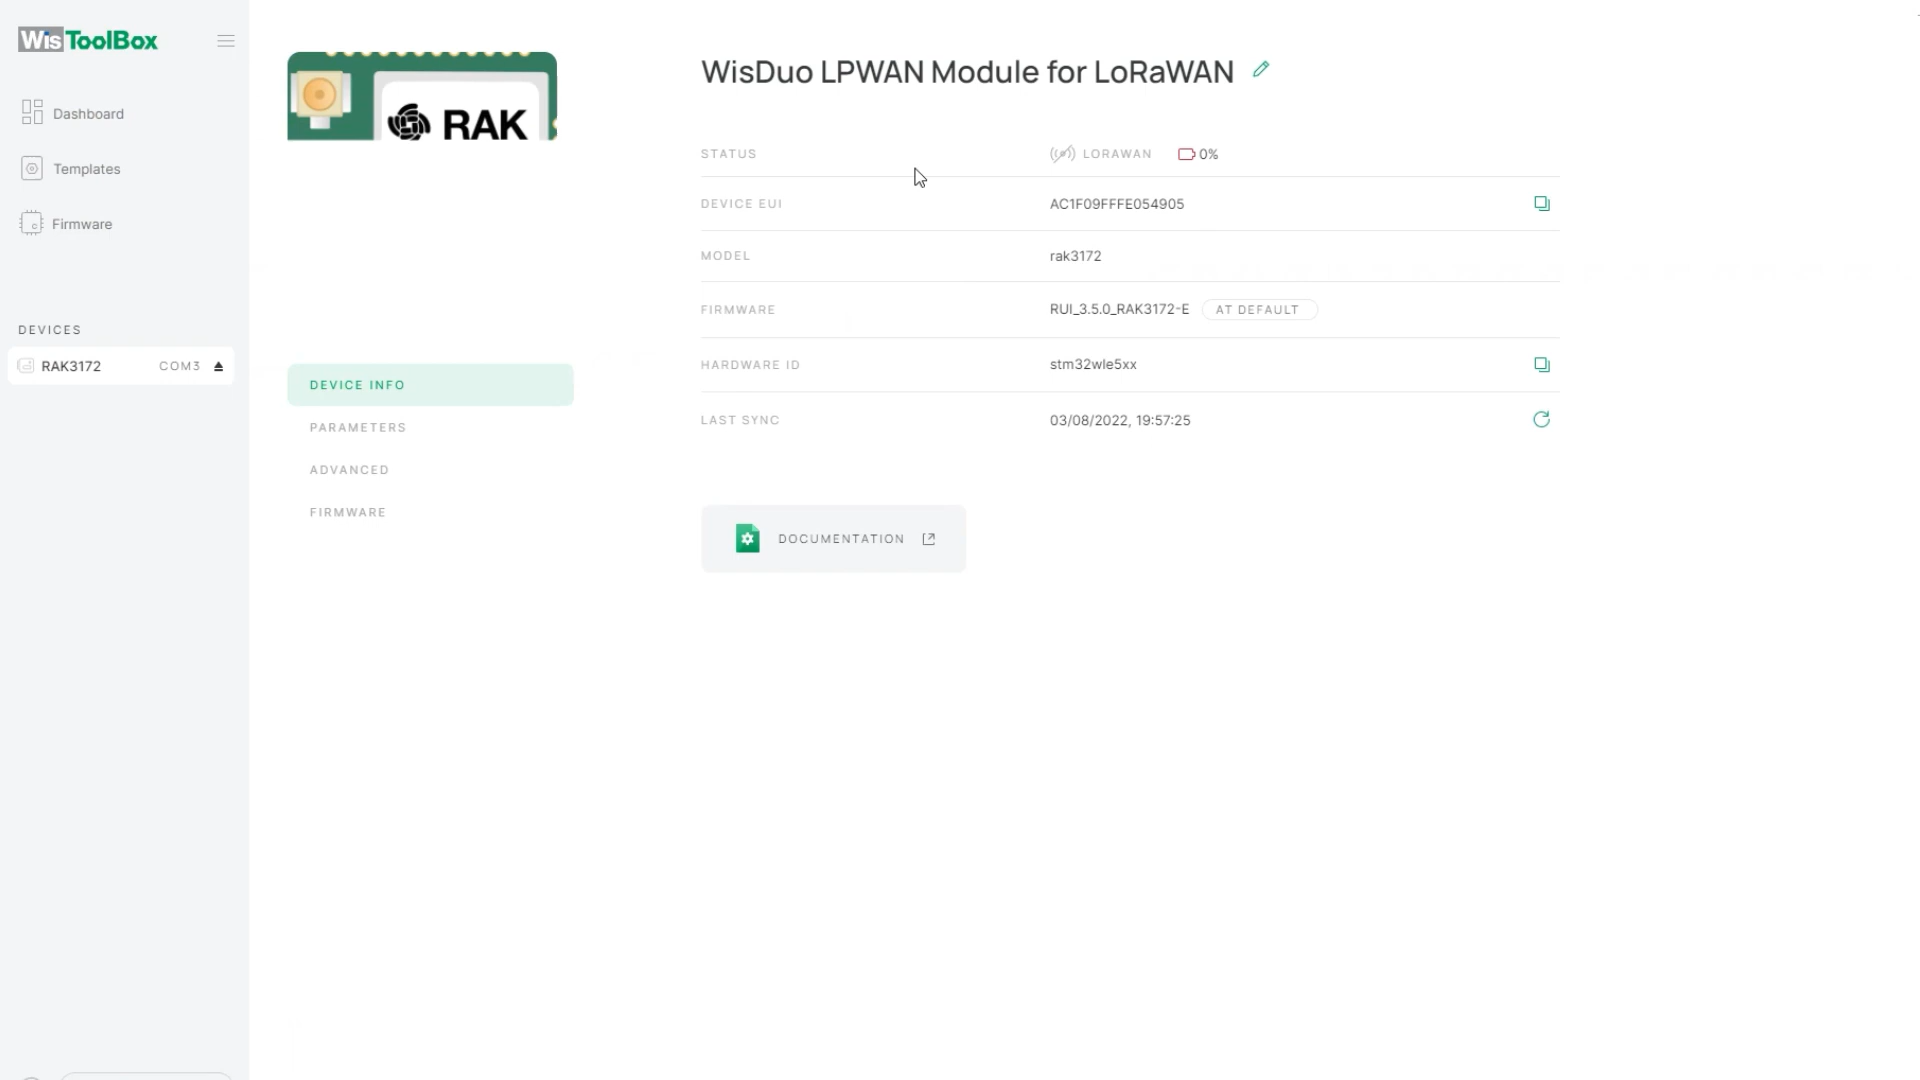 WisToolBox
Dashboard
Templates
Firmware
DEVICES
RAK3172 COM3
RAK
DEVICE INFO
PARAMETERS
ADVANCED
FIRMWARE
WisDuo LPWAN Module for LoRaWAN
STATUS LORAWAN 0%
DEVICE EUI AC1F09FFFE054905
MODEL rak3172
FIRMWARE RUI_3.5.0_RAK3172-E AT DEFAULT
HARDWARE ID stm32wle5xx
LAST SYNC 03/08/2022, 19:57:25
DOCUMENTATION